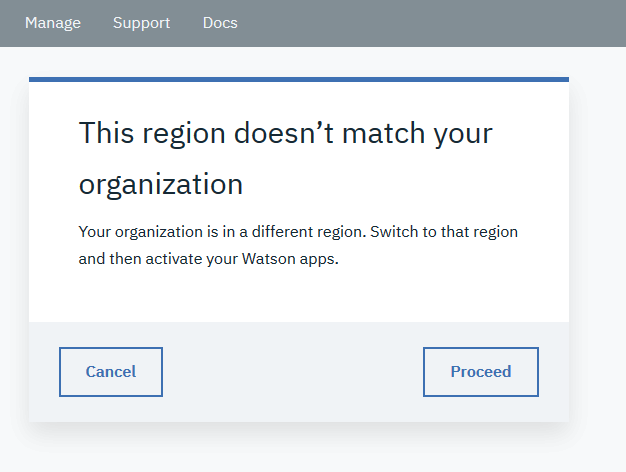 Manage Support Docs
This region doesn’t match your
organization
Your organization is in a different region. Switch to that region
and then activate your Watson apps.
Cancel Proceed